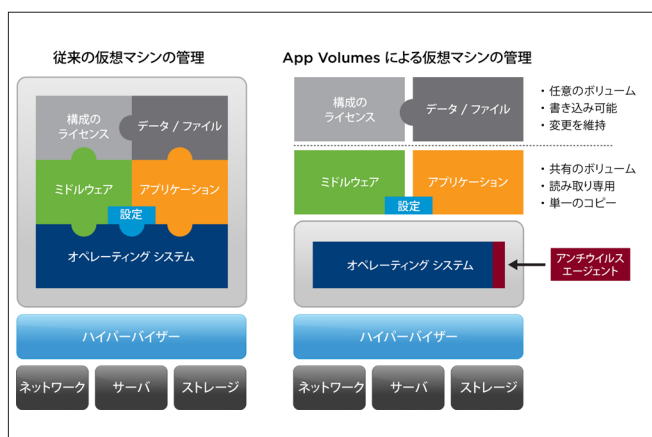 従来の仮想マシンの管理
構成の
ライセンス
データ / ファイル
ミドルウェア
アプリケーション
設定
オペレーティング システム
ハイパーバイザー
ネットワーク
サーバ
ストレージ
App Volumes による仮想マシンの管理
構成の
ライセンス
データ / ファイル
・任意のボリューム
・書き込み可能
・変更を維持
ミドルウェア
アプリケーション
設定
・共有のボリューム
・読み取り専用
・単一のコピー
オペレーティング システム
アンチウイルス
エージェント
ハイパーバイザー
ネットワーク
サーバ
ストレージ